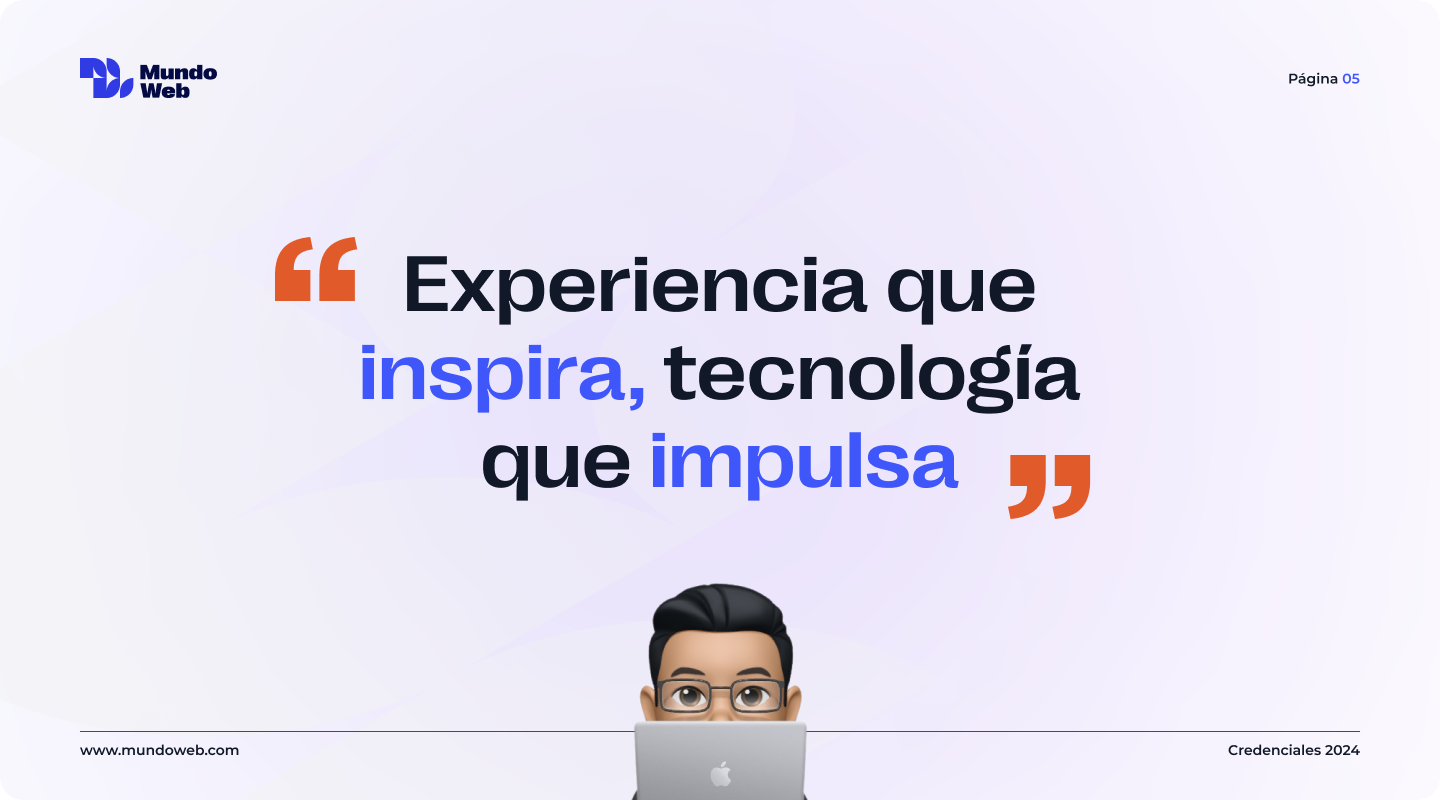 Mundo
Web
Página 05
“ Experiencia que
inspira, tecnología
que impulsa ”
www.mundoweb.com
Credenciales 2024